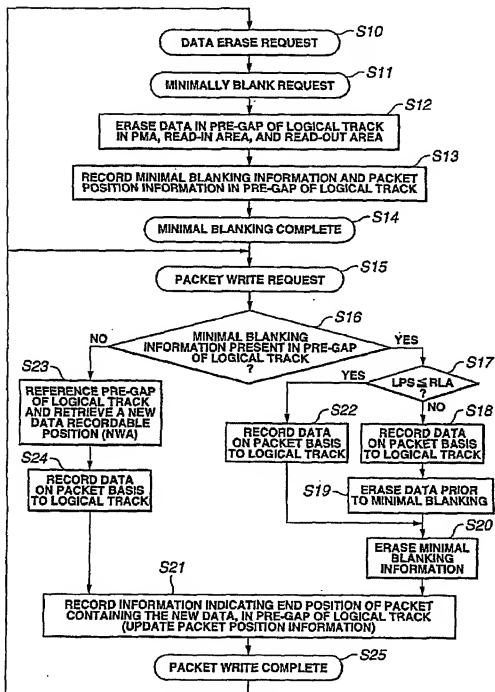 S10
DATA ERASE REQUEST
S11
MINIMALLY BLANK REQUEST
S12
ERASE DATA IN PRE-GAP OF LOGICAL TRACK
IN PMA, READ-IN AREA, AND READ-OUT AREA
S13
RECORD MINIMAL BLANKING INFORMATION AND PACKET
POSITION INFORMATION IN PRE-GAP OF LOGICAL TRACK
S14
MINIMAL BLANKING COMPLETE
S15
PACKET WRITE REQUEST
S16
MINIMAL BLANKING
INFORMATION PRESENT IN PRE-GAP
OF LOGICAL TRACK
?
NO
YES
S23
REFERENCE PRE-GAP
OF LOGICAL TRACK
AND RETRIEVE A NEW
DATA RECORDABLE
POSITION (NWA)
S17
LPS≦RLA
?
YES
NO
S22
RECORD DATA
ON PACKET BASIS
TO LOGICAL TRACK
S18
RECORD DATA
ON PACKET BASIS
TO LOGICAL TRACK
S24
RECORD DATA
ON PACKET BASIS
TO LOGICAL TRACK
S19
ERASE DATA PRIOR
TO MINIMAL BLANKING
S20
ERASE MINIMAL
BLANKING
INFORMATION
S21
RECORD INFORMATION INDICATING END POSITION OF PACKET
CONTAINING THE NEW DATA, IN PRE-GAP OF LOGICAL TRACK
(UPDATE PACKET POSITION INFORMATION)
S25
PACKET WRITE COMPLETE